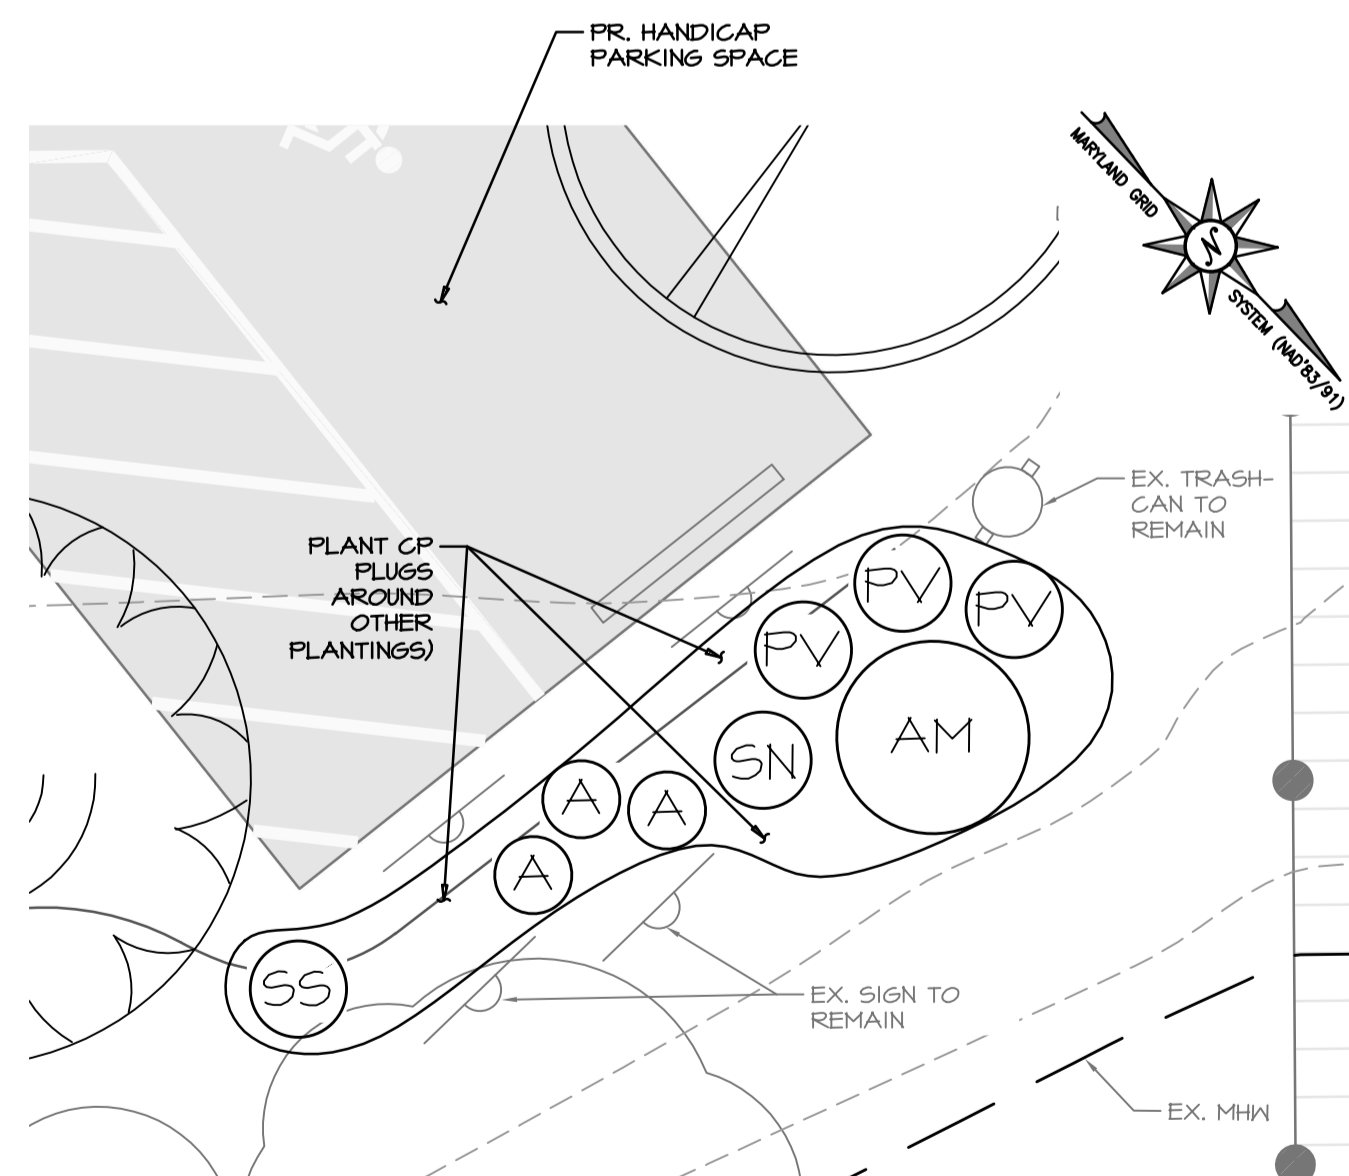 PR. HANDICAP
PARKING SPACE
MARYLAND GRID
N
SYSTEM (NAD'83/91)
EX. TRASH-
CAN TO
REMAIN
PLANT CP
PLUGS
AROUND
OTHER
PLANTINGS)
PV
PV
PV
AM
SN
A
A
A
SS
EX. SIGN TO
REMAIN
EX. MHW